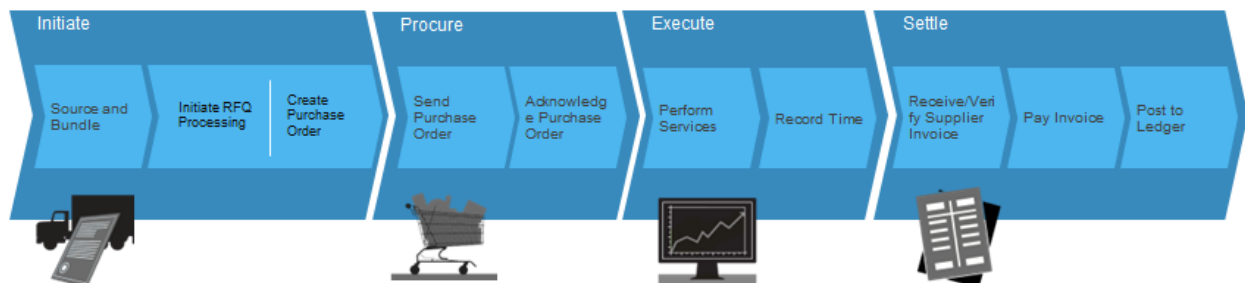 Initiate
Source and
Bundle
Initiate RFQ
Processing
Create
Purchase
Order
Procure
Send
Purchase
Order
Acknowledg
e Purchase
Order
Execute
Perform
Services
Record Time
Settle
Receive/Veri
fy Supplier
Invoice
Pay Invoice
Post to
Ledger